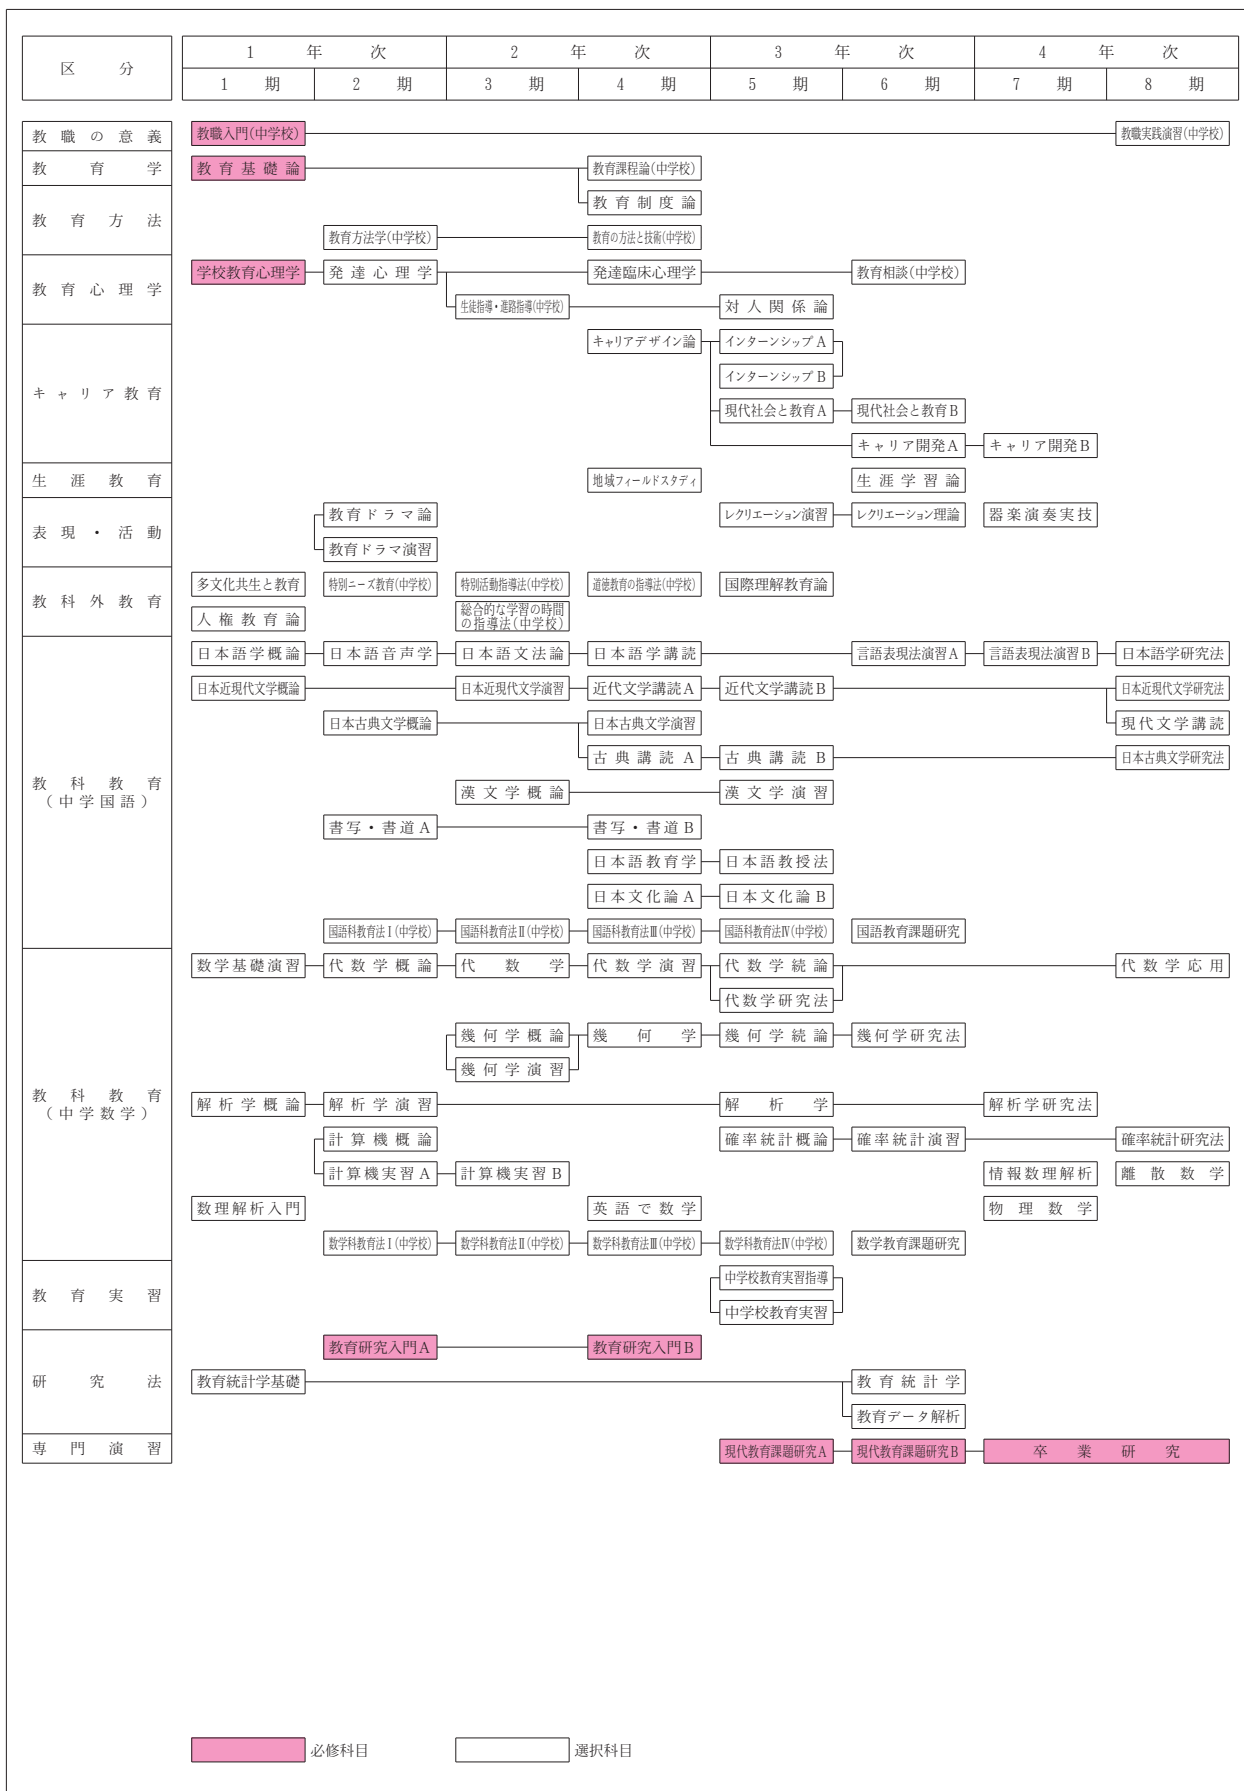 区分 1年次 2年次 3年次 4年次
1期 2期 3期 4期 5期 6期 7期 8期
教職の意義 教職入門(中学校) 教職実践演習(中学校)
教育学 教育基礎論 教育課程論(中学校)
教育制度論
教育方法
教育方法学(中学校) 教育の方法と技術(中学校)
教育心理学 学校教育心理学 発達心理学 発達臨床心理学 教育相談(中学校)
生徒指導・進路指導(中学校) 対人関係論
キャリア教育 キャリアデザイン論 インターンシップA
インターンシップB
現代社会と教育A 現代社会と教育B
キャリア開発A キャリア開発B
生涯教育 地域フィールドスタディ 生涯学習論
表現・活動 教育ドラマ論 レクリエーション演習 レクリエーション理論 器楽演奏実技
教育ドラマ演習
教科外教育 多文化共生と教育 特別ニーズ教育(中学校) 特別活動指導法(中学校) 道徳教育の指導法(中学校) 国際理解教育論
人権教育論 総合的な学習の時間
の指導法(中学校)
教科教育
(中学国語)
日本語学概論 日本語音声学 日本語文法論 日本語学講読 言語表現法演習A 言語表現法演習B 日本語学研究法
日本近現代文学概論 日本近現代文学演習 近代文学講読A 近代文学講読B 日本近現代文学研究法
現代文学講読
日本古典文学概論 日本古典文学演習
古典講読A 古典講読B 日本古典文学研究法
漢文学概論 漢文学演習
書写・書道A 書写・書道B
日本語教育学 日本語教授法
日本文化論A 日本文化論B
国語科教育法Ⅰ(中学校) 国語科教育法Ⅱ(中学校) 国語科教育法Ⅲ(中学校) 国語科教育法Ⅳ(中学校) 国語教育課題研究
教科教育
(中学数学)
数学基礎演習 代数学概論 代数学 代数学演習 代数学続論 代数学応用
代数学研究法
幾何学概論 幾何学 幾何学続論 幾何学研究法
幾何学演習
解析学概論 解析学演習 解析学 解析学研究法
計算機概論 確率統計概論 確率統計演習 確率統計研究法
計算機実習A 計算機実習B 情報数理解析 離散数学
数理解析入門 英語で数学 物理数学
数学科教育法Ⅰ(中学校) 数学科教育法Ⅱ(中学校) 数学科教育法Ⅲ(中学校) 数学科教育法Ⅳ(中学校) 数学教育課題研究
教育実習 中学校教育実習指導
中学校教育実習
研究法 教育研究入門A 教育研究入門B
教育統計学基礎 教育統計学
教育データ解析
専門演習 現代教育課題研究A 現代教育課題研究B 卒業研究
必修科目 選択科目